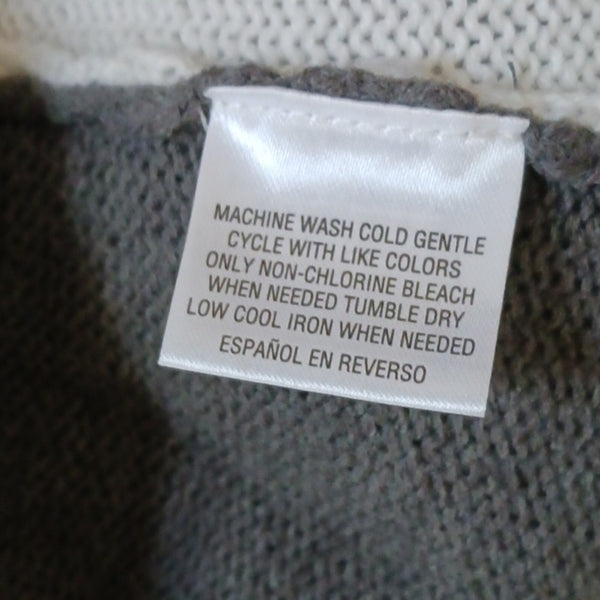 MACHINE WASH COLD GENTLE
CYCLE WITH LIKE COLORS
ONLY NON-CHLORINE BLEACH
WHEN NEEDED TUMBLE DRY
LOW COOL IRON WHEN NEEDED
ESPAÑOL EN REVERSO